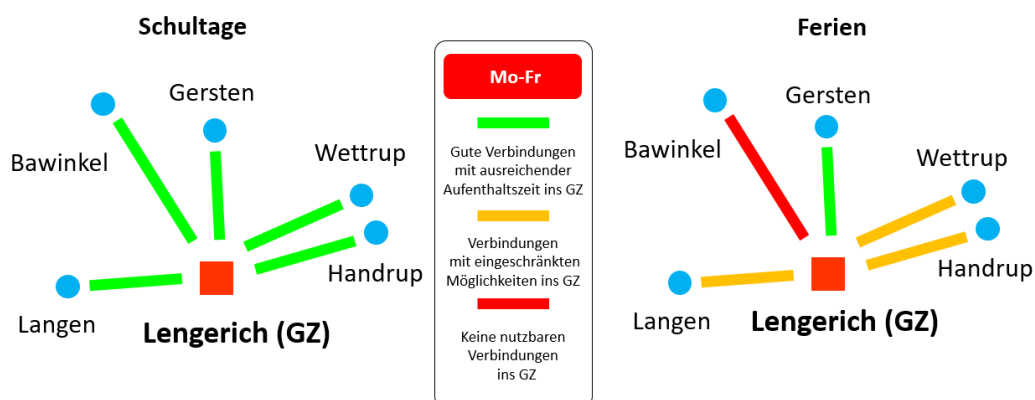 Schultage
Gersten
Wettrup
Bawinkel
Handrup
Langen
Lengerich (GZ)
Mo-Fr
Gute Verbindungen
mit ausreichender
Aufenthaltszeit ins GZ
Verbindungen
mit eingeschränkten
Möglichkeiten ins GZ
Keine nutzbaren
Verbindungen
ins GZ
Ferien
Gersten
Bawinkel
Wettrup
Handrup
Langen
Lengerich (GZ)